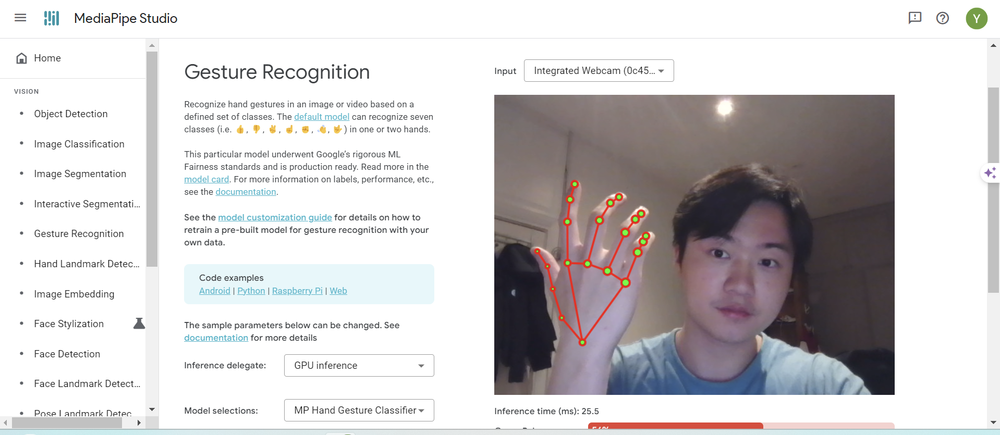 MediaPipe Studio
Y
Home
VISION
Object Detection
Image Classification
Image Segmentation
Interactive Segmentati...
Gesture Recognition
Hand Landmark Detec...
Image Embedding
Face Stylization
Face Detection
Face Landmark Detect...
Pose Landmark Detec
Gesture Recognition
Recognize hand gestures in an image or video based on a
defined set of classes. The default model can recognize seven
classes (i.e. 👍, 👎, ✌️, ☝️, ✊, 👋, 🤟) in one or two hands.
This particular model underwent Google's rigorous ML
Fairness standards and is production ready. Read more in the
model card. For more information on labels, performance, etc.,
see the documentation.
See the model customization guide for details on how to
retrain a pre-built model for gesture recognition with your
own data.
Code examples
Android | Python | Raspberry Pi | Web
The sample parameters below can be changed. See
documentation for more details
Inference delegate: GPU inference
Model selections: MP Hand Gesture Classifier
Input Integrated Webcam (0c45...
Inference time (ms): 25.5